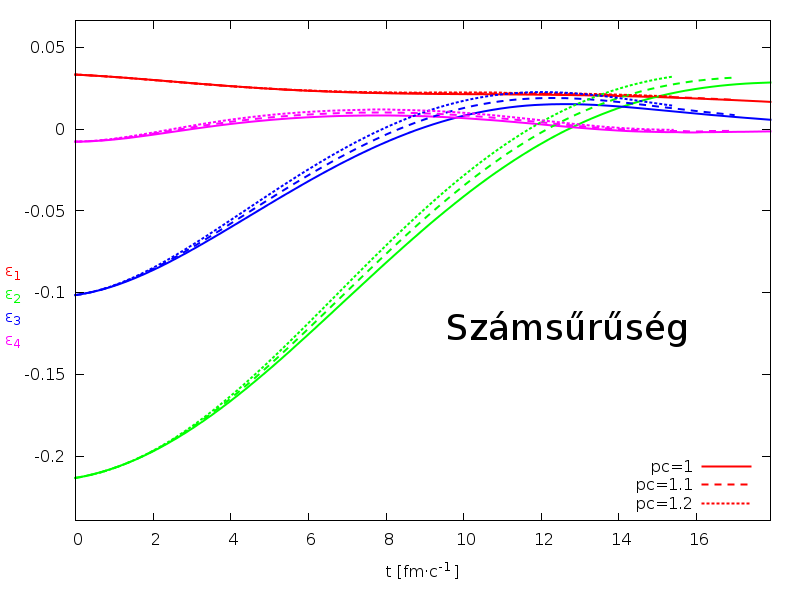 0.05
0
-0.05
-0.1
-0.15
-0.2
ε1
ε2
ε3
ε4
Számsűrűség
pc=1
pc=1.1
pc=1.2
0 2 4 6 8 10 12 14 16
t [fm·c-1 ]